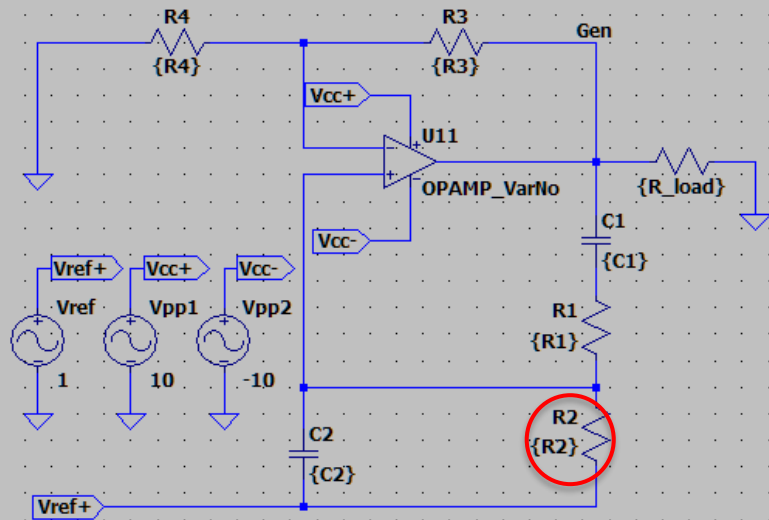 R4
{R4}
R3
{R3}
Gen
Vcc+
U11
OPAMP_VarNo
{R_load}
Vcc-
C1
{C1}
Vref+
Vcc+
Vcc-
Vref
Vpp1
Vpp2
1
10
-10
R1
{R1}
R2
{R2}
C2
{C2}
Vref+